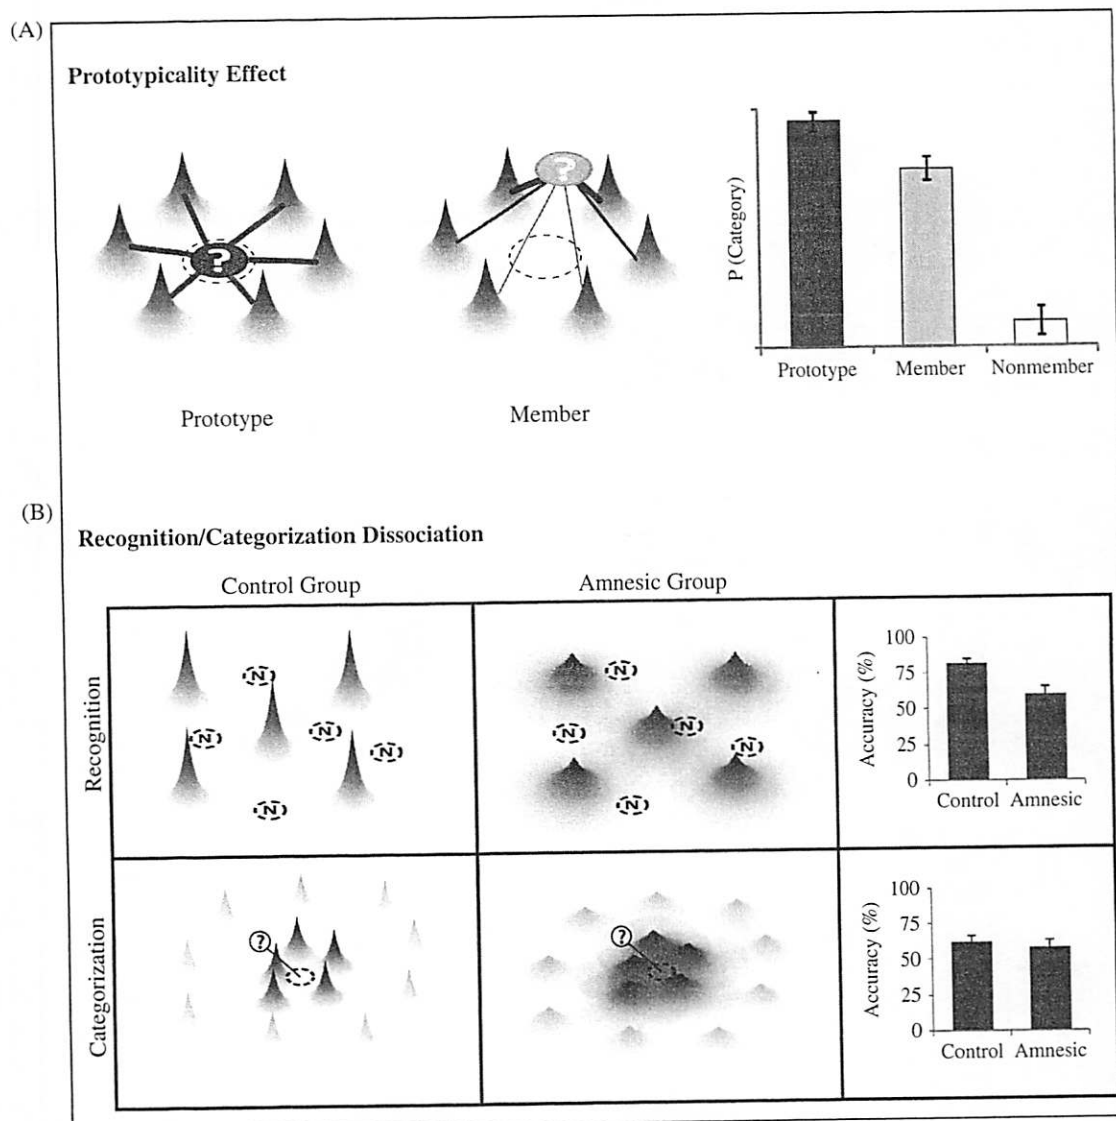 (A)
Prototypicality Effect
?
?
P (Category)
Prototype
Member
Nonmember
Prototype
Member
(B)
Recognition/Categorization Dissociation
Control Group
Amnesic Group
Recognition
N
N
N
N
N
N
N
N
N
N
Accuracy (%)
100
75
50
25
0
Control Amnesic
Categorization
?
?
Accuracy (%)
100
75
50
25
0
Control Amnesic